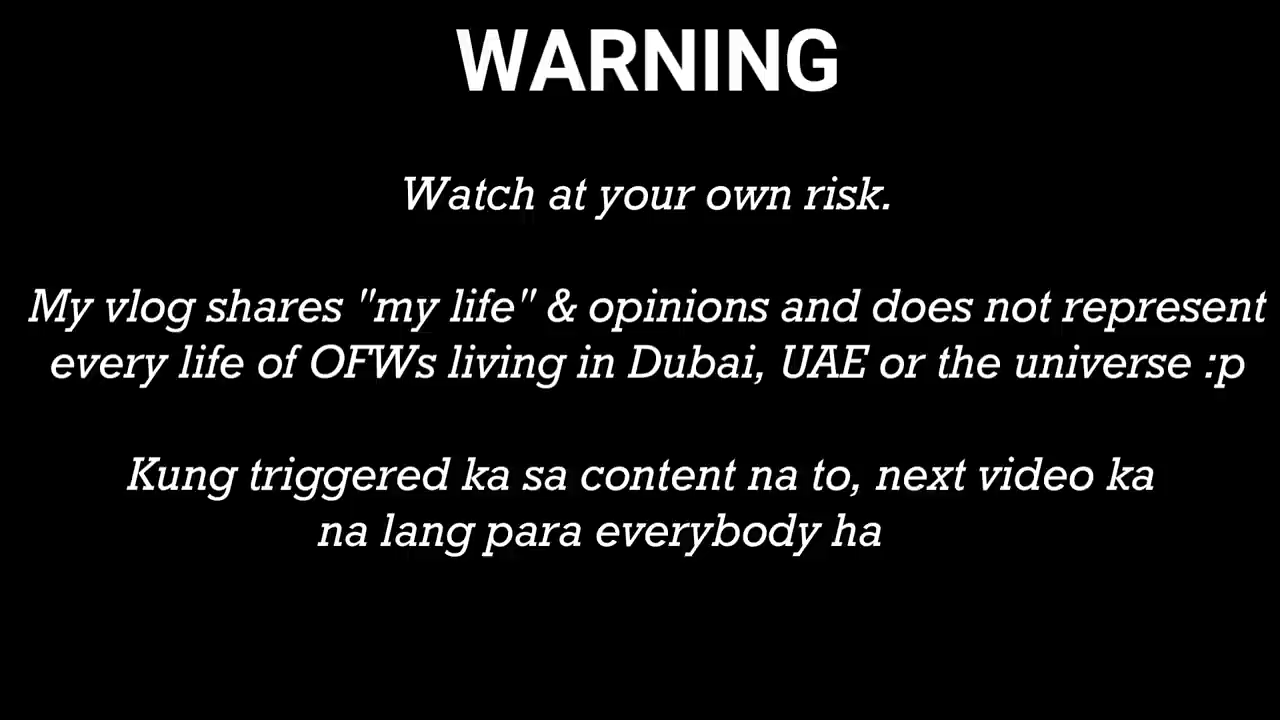 WARNING
Watch at your own risk.
My vlog shares "my life" & opinions and does not represent
every life of OFWs living in Dubai, UAE or the universe :p
Kung triggered ka sa content na to, next video ka
na lang para everybody ha